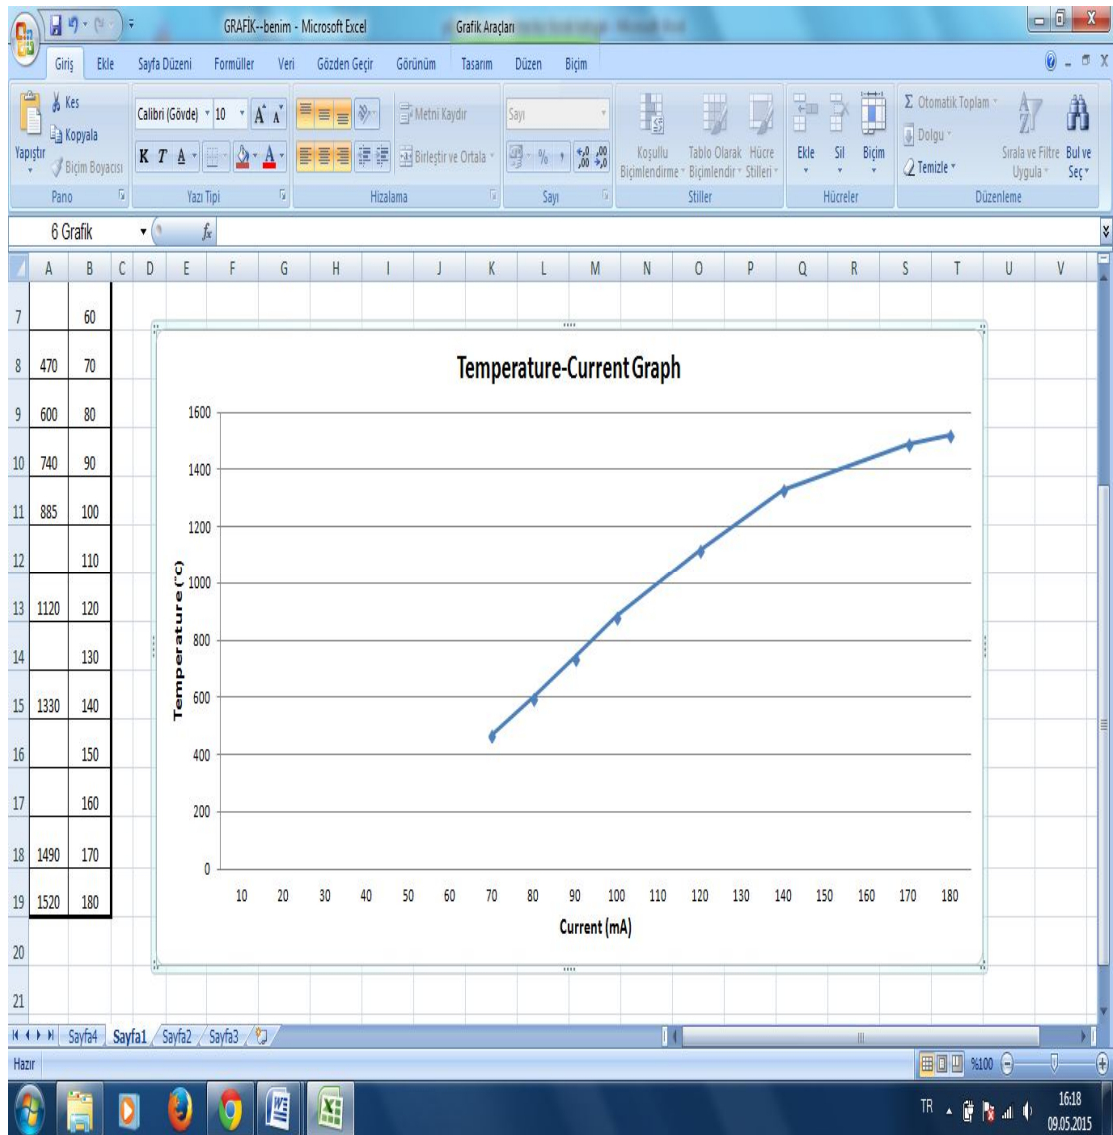 GRAFİK--benim - Microsoft Excel
Grafik Araçları
Giriş Ekle Sayfa Düzeni Formüller Veri Gözden Geçir Görünüm Tasarım Düzen Biçim
Kes
Kopyala
Biçim Boyacısı
Yapıştır
Pano
Calibri (Gövde) 10
K T A
Yazı Tipi
Metni Kaydır
Birleştir ve Ortala
Hizalama
Sayı
%
Sayı
Koşullu Biçimlendirme
Tablo Olarak Biçimlendir
Hücre Stilleri
Stiller
Ekle Sil Biçim
Hücreler
Σ Otomatik Toplam
Dolgu
Temizle
Sırala ve Filtre Uygula
Bul ve Seç
Düzenleme
6 Grafik fx
A B C D E F G H I J K L M N O P Q R S T U V
7 60
8 470 70
9 600 80
10 740 90
11 885 100
12 110
13 1120 120
14 130
15 1330 140
16 150
17 160
18 1490 170
19 1520 180
20
21
Temperature-Current Graph
Temperature (°C)
1600
1400
1200
1000
800
600
400
200
0
10 20 30 40 50 60 70 80 90 100 110 120 130 140 150 160 170 180
Current (mA)
Sayfa4 Sayfa1 Sayfa2 Sayfa3
Hazır
%100
TR
16:18
09.05.2015